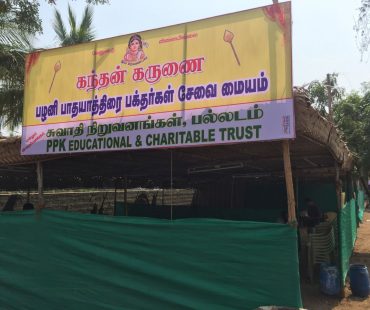 கந்தன் கருணை
பழனி பாதயாத்திரை பக்தர்கள் சேவை மையம்
சுவாதி நிறுவனங்கள், பல்லடம்
PPK EDUCATIONAL & CHARITABLE TRUST